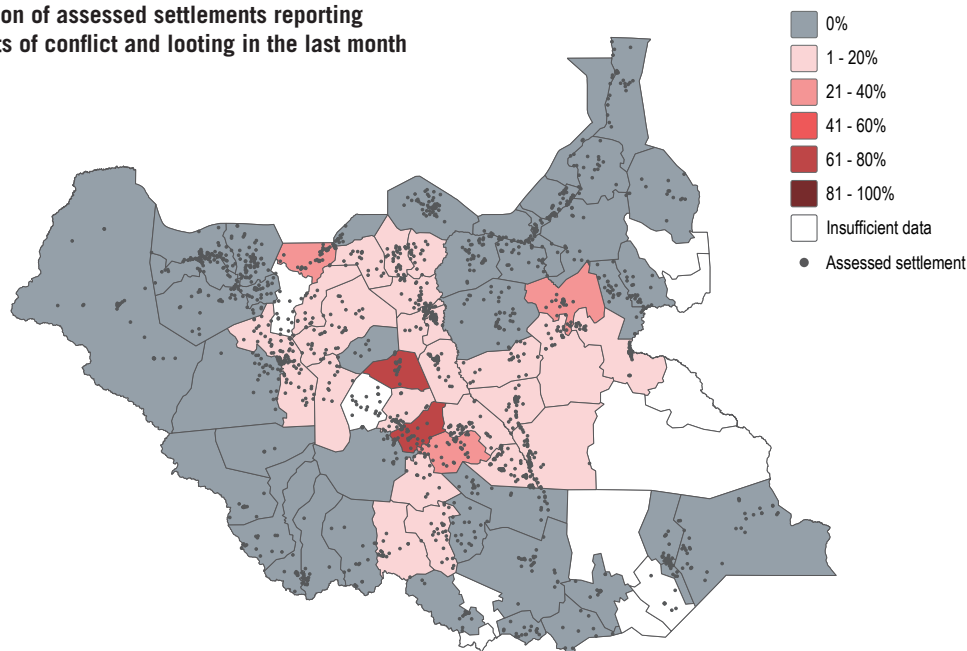 on of assessed settlements reporting
s of conflict and looting in the last month
0%
1 - 20%
21 - 40%
41 - 60%
61 - 80%
81 - 100%
Insufficient data
Assessed settlement